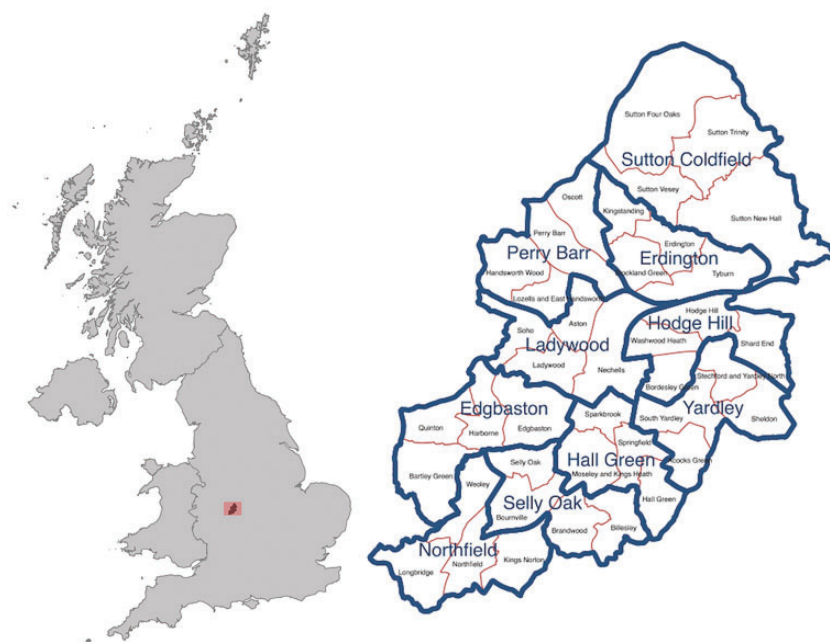 Sutton Four Oaks
Sutton Trinity
Sutton Coldfield
Sutton Vesey
Oscott
Kingstanding
Sutton New Hall
Perry Barr
Perry Barr
Erdington
Erdington
Handsworth Wood
Stockland Green
Tyburn
Lozells and East Handsworth
Hodge Hill
Hodge Hill
Aston
Soho
Ladywood
Washwood Heath
Shard End
Ladywood
Nechells
Stechford and Yardley North
Bordesley Green
Edgbaston
Yardley
Sparkbrook
South Yardley
Sheldon
Quinton
Harborne
Edgbaston
Springfield
Hall Green
Acocks Green
Selly Oak
Bartley Green
Moseley and Kings Heath
Weoley
Selly Oak
Hall Green
Bournville
Brandwood
Billesley
Northfield
Kings Norton
Longbridge
Northfield